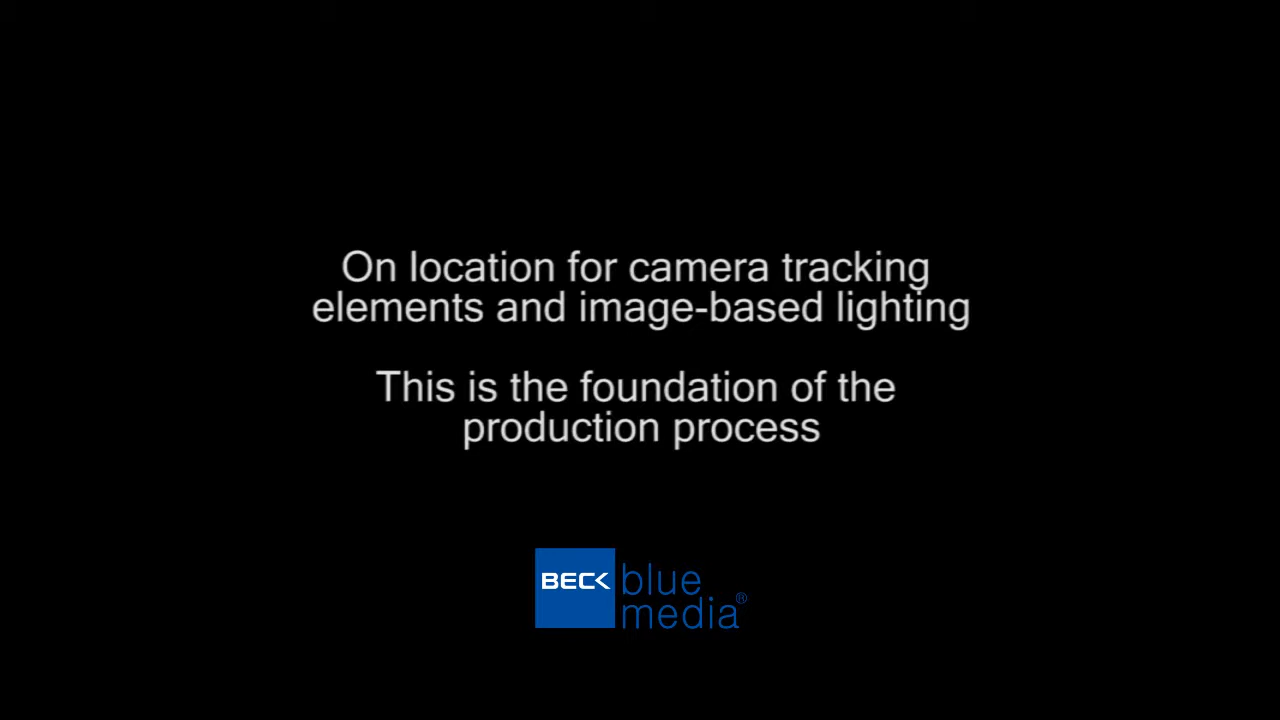 On location for camera tracking
elements and image-based lighting
This is the foundation of the
production process
BECK blue
media®